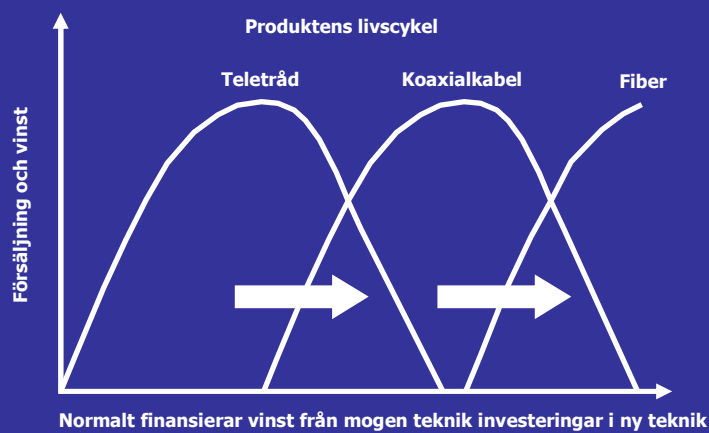 Produktens livscykel
Teletråd
Koaxialkabel
Fiber
Försäljning och vinst
Normalt finansierar vinst från mogen teknik investeringar i ny teknik